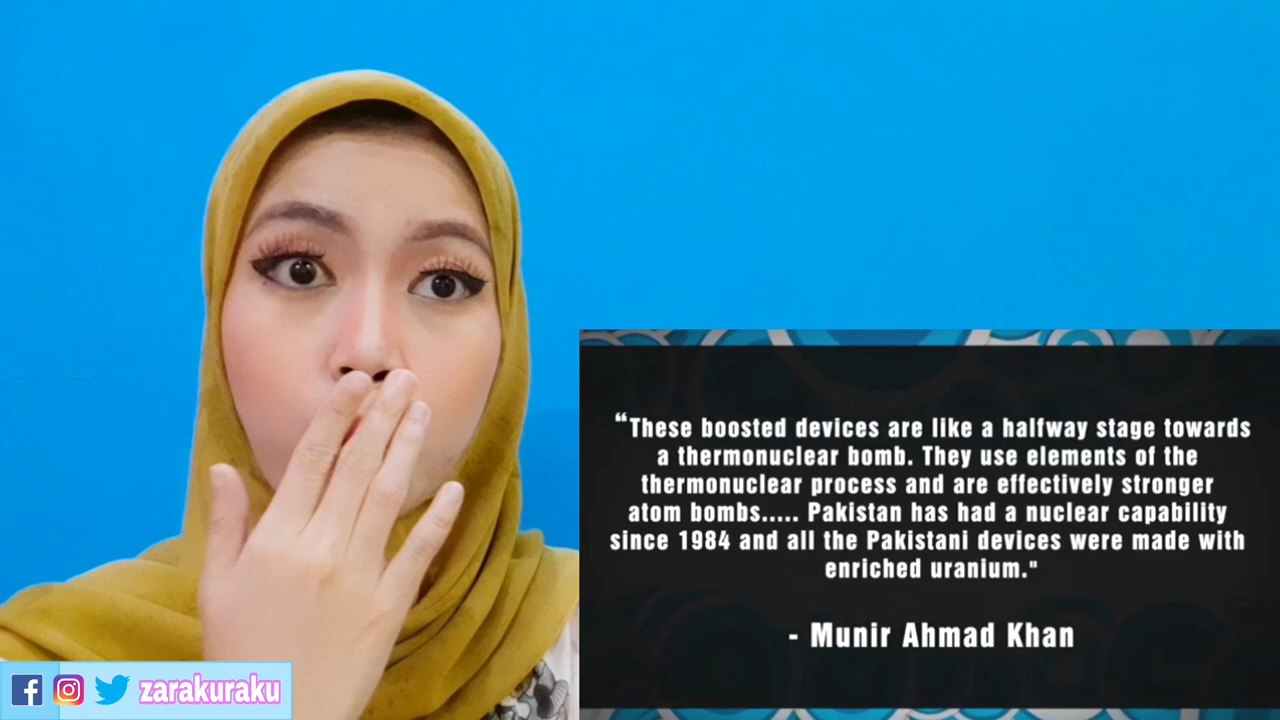 “These boosted devices are like a halfway stage towards
a thermonuclear bomb. They use elements of the
thermonuclear process and are effectively stronger
atom bombs..... Pakistan has had a nuclear capability
since 1984 and all the Pakistani devices were made with
enriched uranium."
- Munir Ahmad Khan
zarakuraku